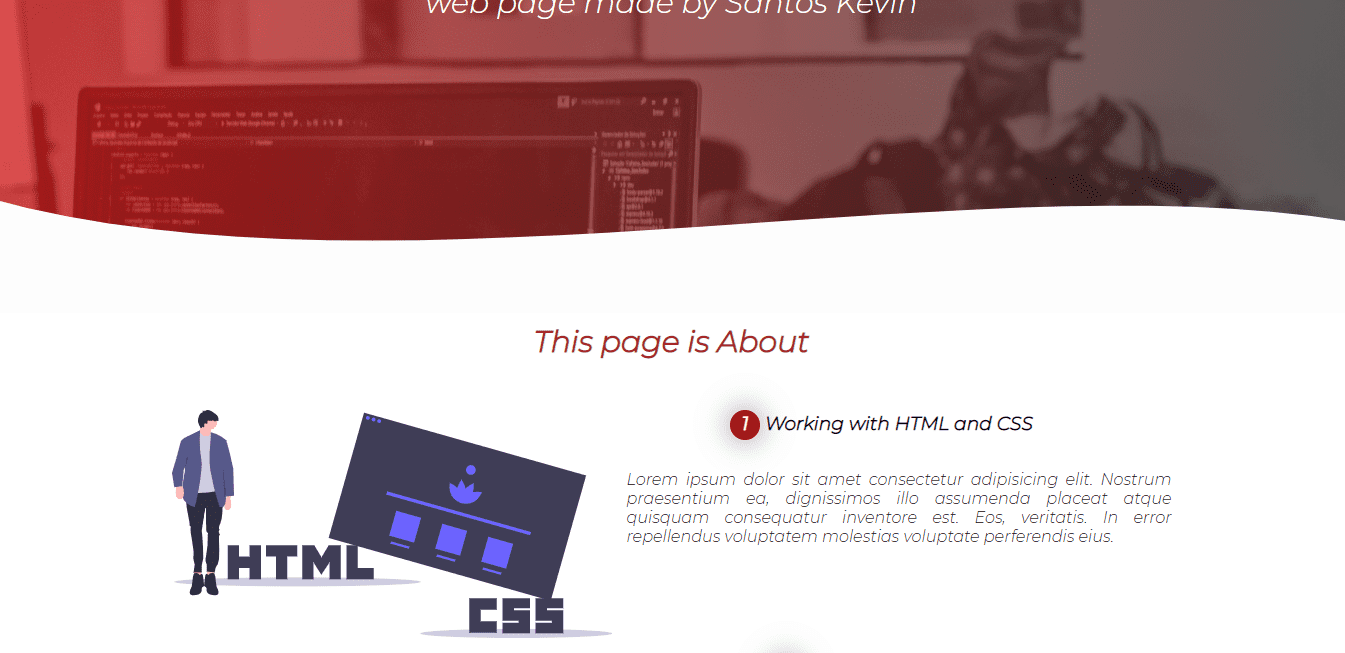 web page made by Santos Kevin
This page is About
1 Working with HTML and CSS
Lorem ipsum dolor sit amet consectetur adipisicing elit. Nostrum
praesentium ea, dignissimos illo assumenda placeat atque
quisquam consequatur inventore est. Eos, veritatis. In error
repellendus voluptatem molestias voluptate perferendis eius.
HTML
CSS